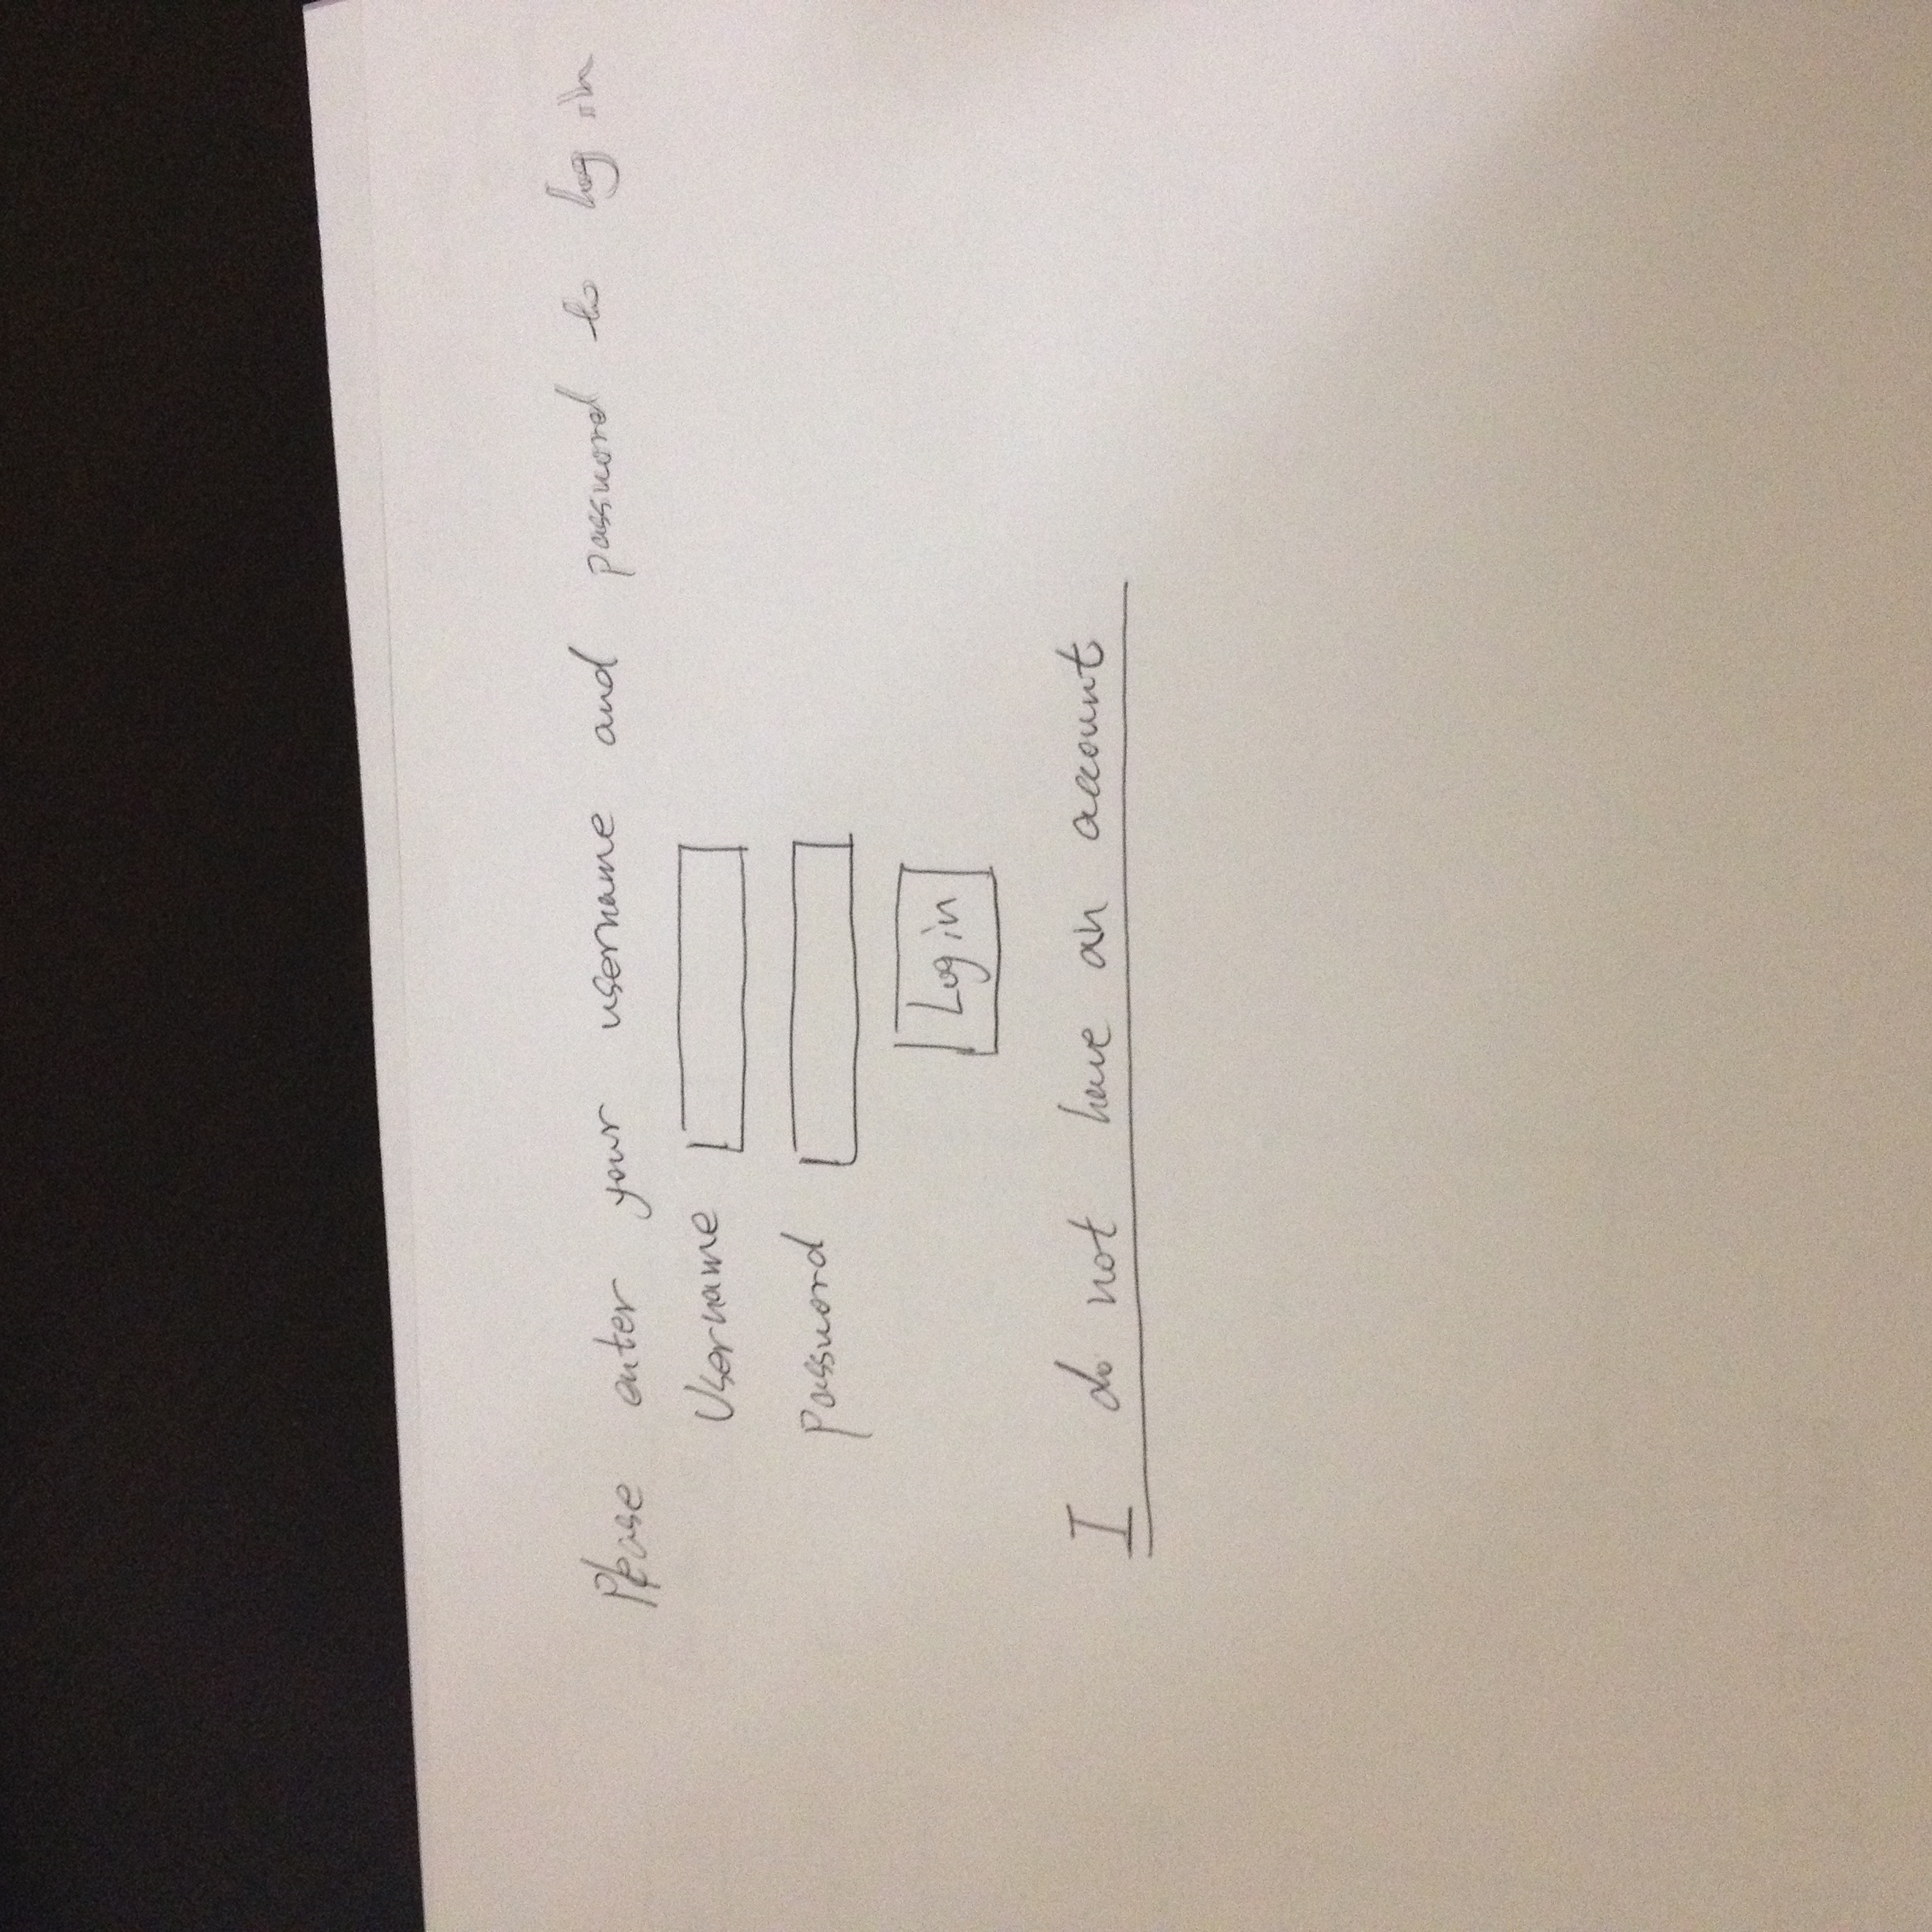 Please enter your username and password to log in
Username
password
Log in
I do not have an account